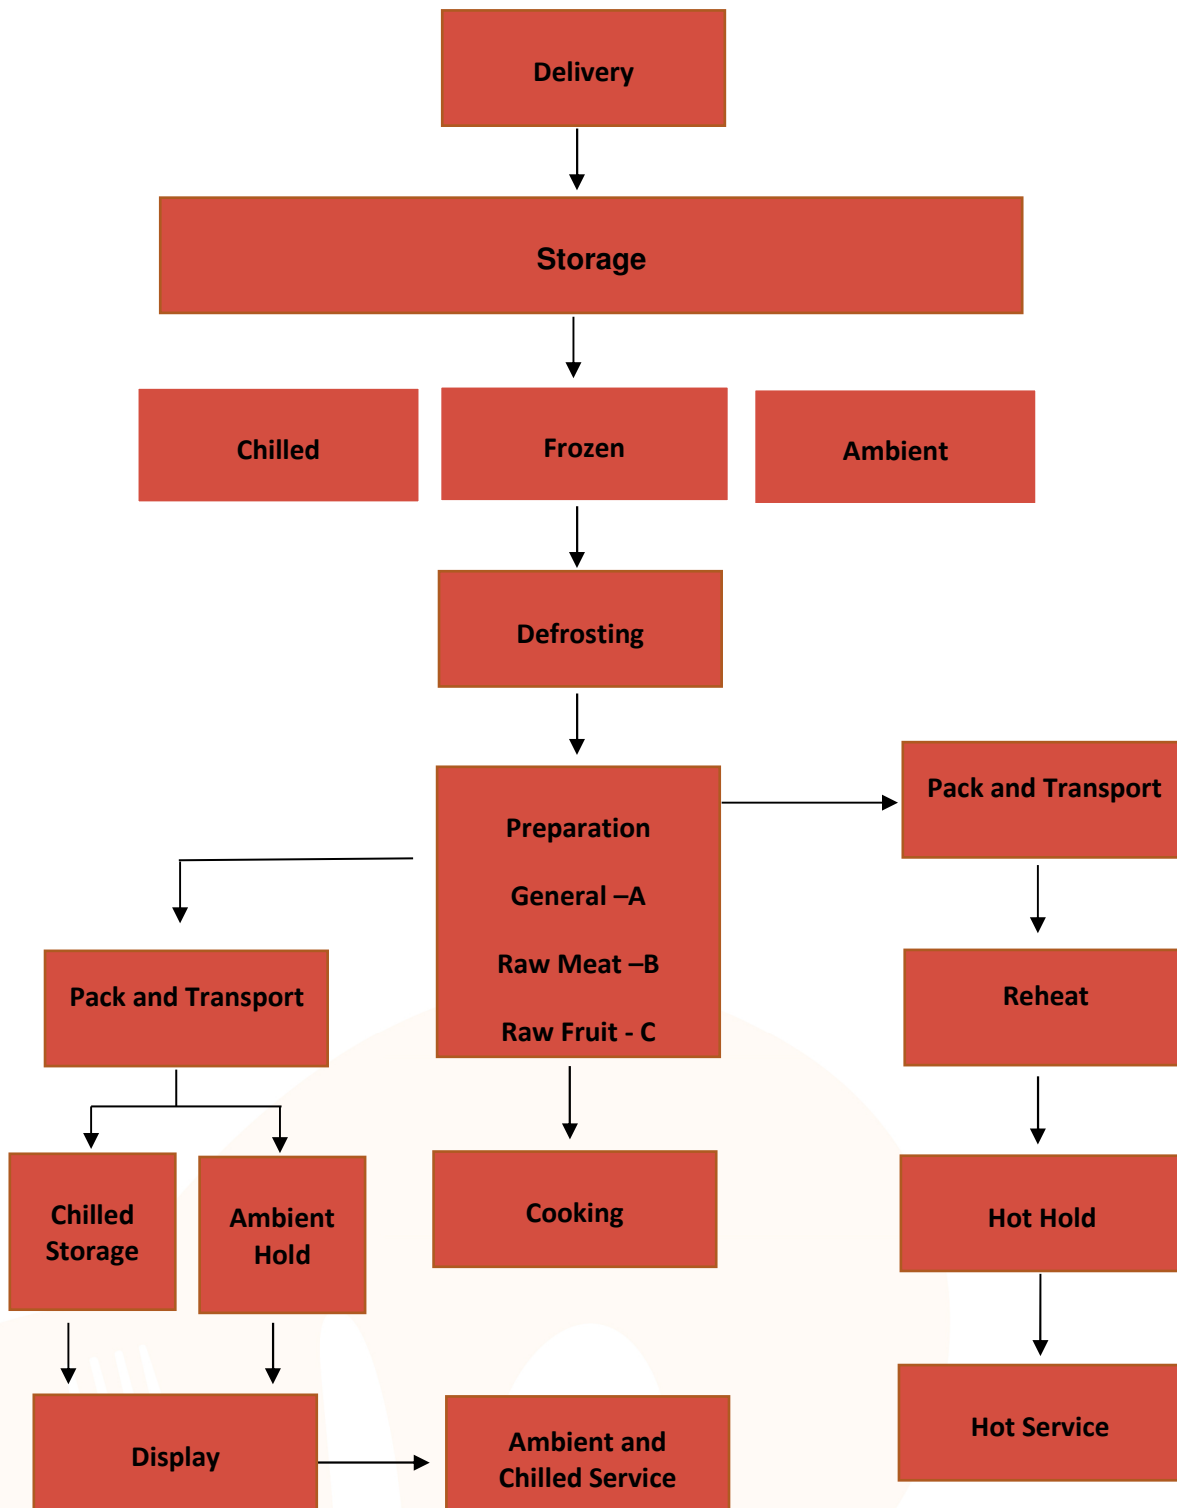 Delivery
Storage
Chilled
Frozen
Ambient
Defrosting
Preparation
General –A
Raw Meat –B
Raw Fruit - C
Pack and Transport
Pack and Transport
Reheat
Chilled
Storage
Ambient
Hold
Cooking
Hot Hold
Display
Ambient and
Chilled Service
Hot Service